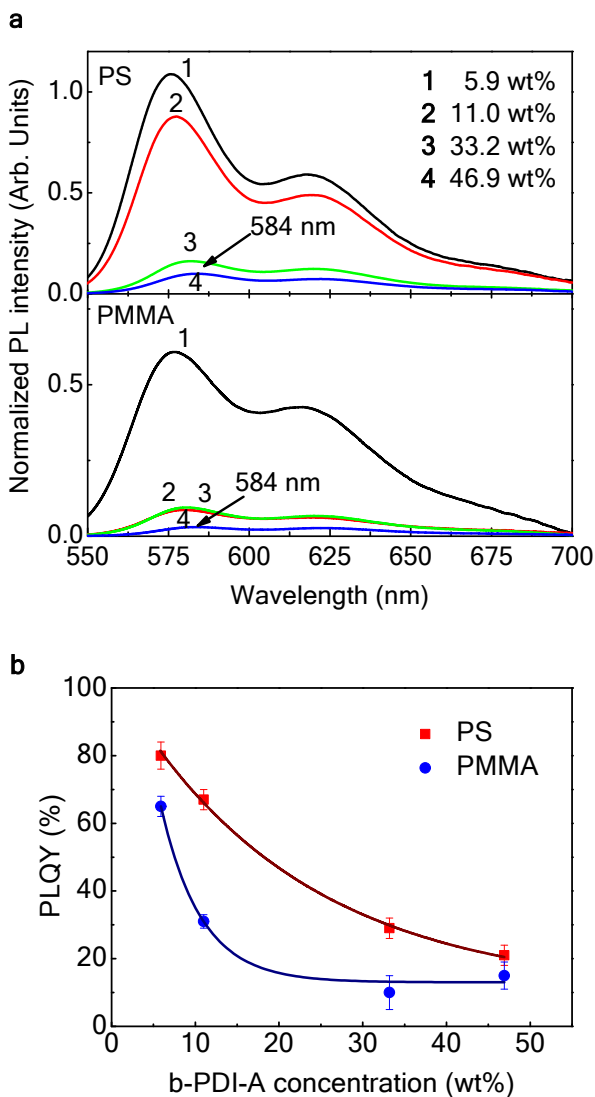 a
Normalized PL intensity (Arb. Units)
PS
1 5.9 wt%
2 11.0 wt%
3 33.2 wt%
4 46.9 wt%
1
2
3
584 nm
4
1.0
0.5
0.0
PMMA
1
2 3
584 nm
4
0.5
0.0
550 575 600 625 650 675 700
Wavelength (nm)
b
PLQY (%)
100
80
60
40
20
0
PS
PMMA
0 10 20 30 40 50
b-PDI-A concentration (wt%)